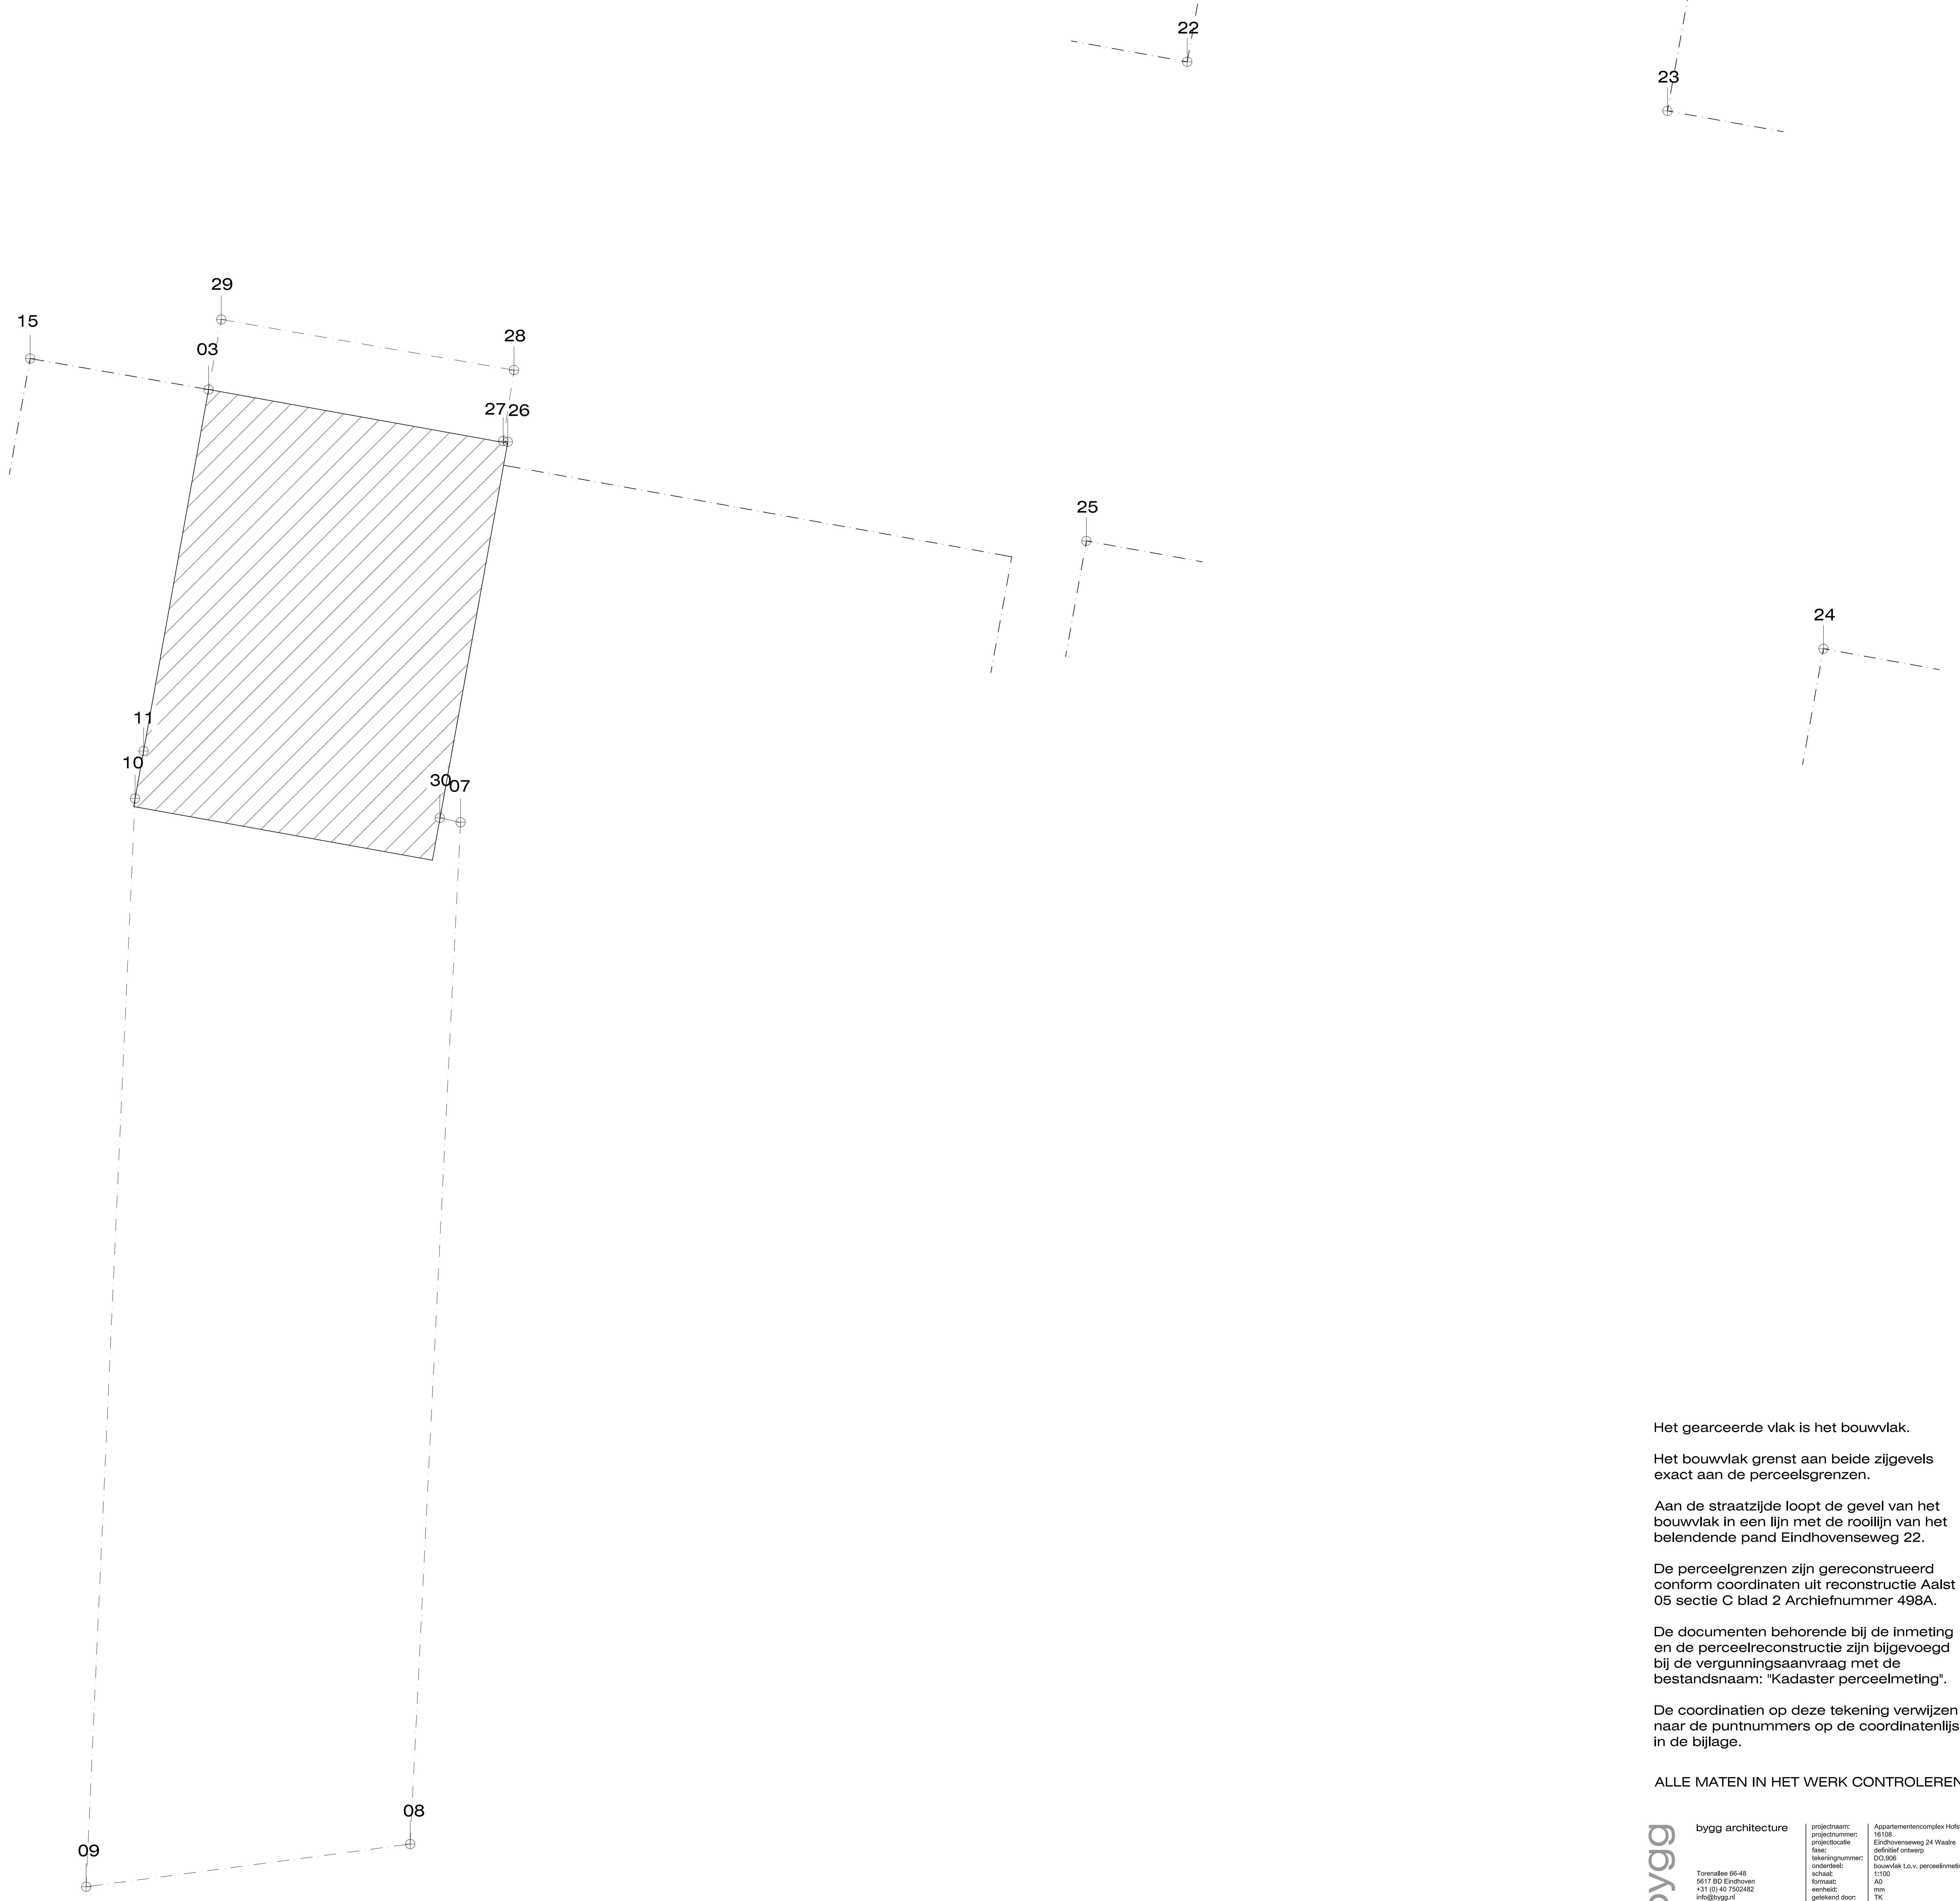 22
23
29
15
28
03
27 26
25
24
11
10
30 07
08
09
Het gearceerde vlak is het bouwvlak.
Het bouwvlak grenst aan beide zijgevels
exact aan de perceelsgrenzen.
Aan de straatzijde loopt de gevel van het
bouwvlak in een lijn met de rooilijn van het
belendende pand Eindhovenseweg 22.
De perceelgrenzen zijn gereconstrueerd
conform coordinaten uit reconstructie Aalst
05 sectie C blad 2 Archiefnummer 498A.
De documenten behorende bij de inmeting
en de perceelreconstructie zijn bijgevoegd
bij de vergunningsaanvraag met de
bestandsnaam: "Kadaster perceelmeting".
De coordinatien op deze tekening verwijzen
naar de puntnummers op de coordinatenlijs
in de bijlage.
ALLE MATEN IN HET WERK CONTROLEREN
bygg
bygg architecture
Torenallee 66-48
5617 BD Eindhoven
+31 (0) 40 7502482
info@bygg.nl
projectnaam: Appartementencomplex Hofs
projectnummer: 16108
projectlocatie Eindhovenseweg 24 Waalre
fase: definitief ontwerp
tekeningnummer: DO.906
onderdeel: bouwvlak t.o.v. perceelinmeti
schaal: 1:100
formaat: A0
eenheid: mm
getekend door: TK